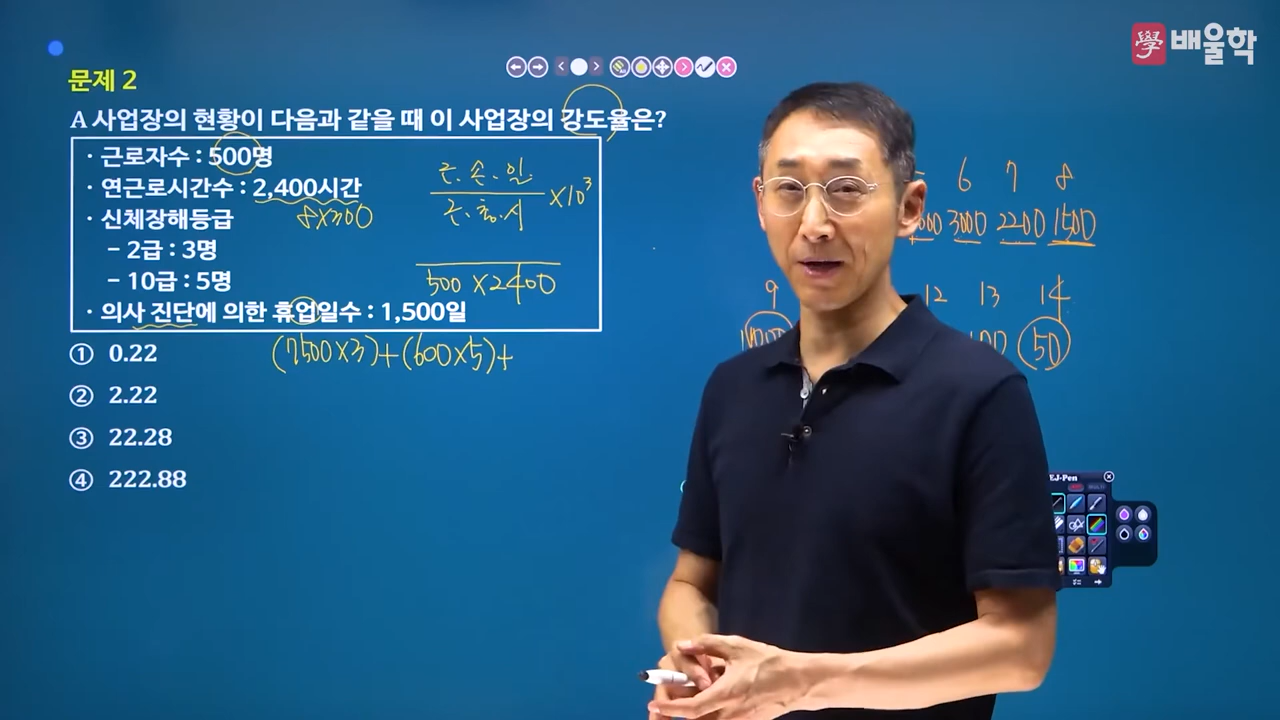 學 배울학
문제 2
A 사업장의 현황이 다음과 같을 때 이 사업장의 강도율은?
· 근로자수 : 500명
· 연근로시간수 : 2,400시간
8×300
· 신체장해등급
– 2급 : 3명
– 10급 : 5명
· 의사 진단에 의한 휴업일수 : 1,500일
근.손.일
근.총.시
×10³
500 ×2400
(7500×3)+(600×5)+
① 0.22
② 2.22
③ 22.28
④ 222.88
6 7 8
3000 2200 1500
9 12 13 14
50
EJ-Pen